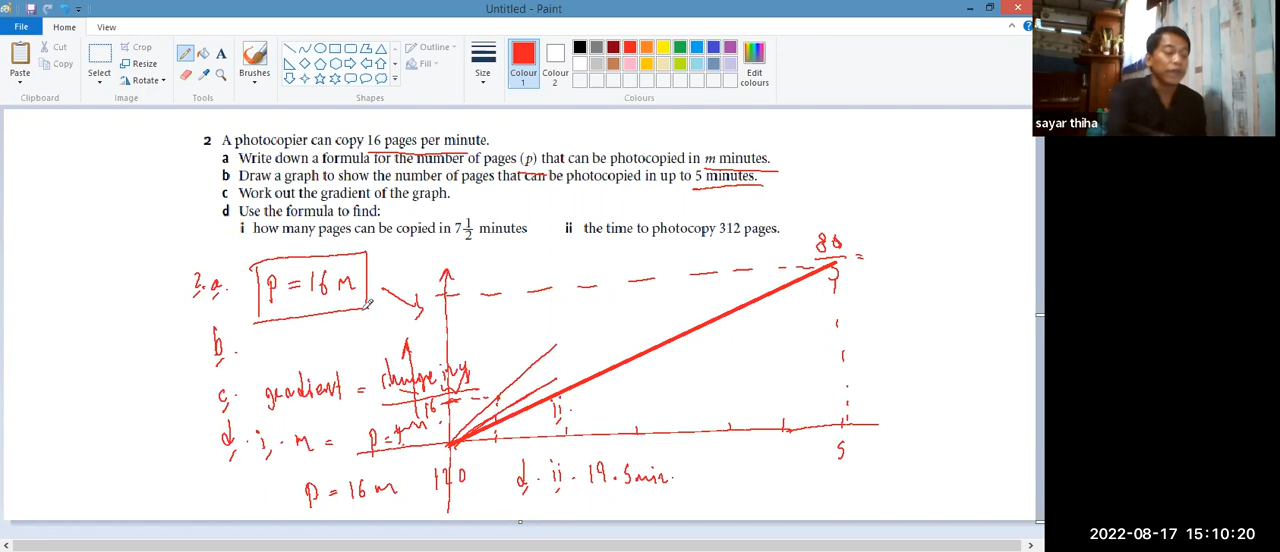 Untitled - Paint
File Home View
Cut
Copy
Paste
Clipboard
Crop
Resize
Rotate
Select
Image
A
Tools
Brushes
Outline
Fill
Shapes
Size
Colour 1
Colour 2
Edit colours
Colours
sayar thiha
2 A photocopier can copy 16 pages per minute.
a Write down a formula for the number of pages (p) that can be photocopied in m minutes.
b Draw a graph to show the number of pages that can be photocopied in up to 5 minutes.
c Work out the gradient of the graph.
d Use the formula to find:
i how many pages can be copied in 7 1/2 minutes ii the time to photocopy 312 pages.
2. a. P = 16 m
80
=
b.
c. gradient = change in y
16
d. i. m =
ii.
5
P = 16 m
120
d. ii. 19.5 min.
2022-08-17 15:10:20